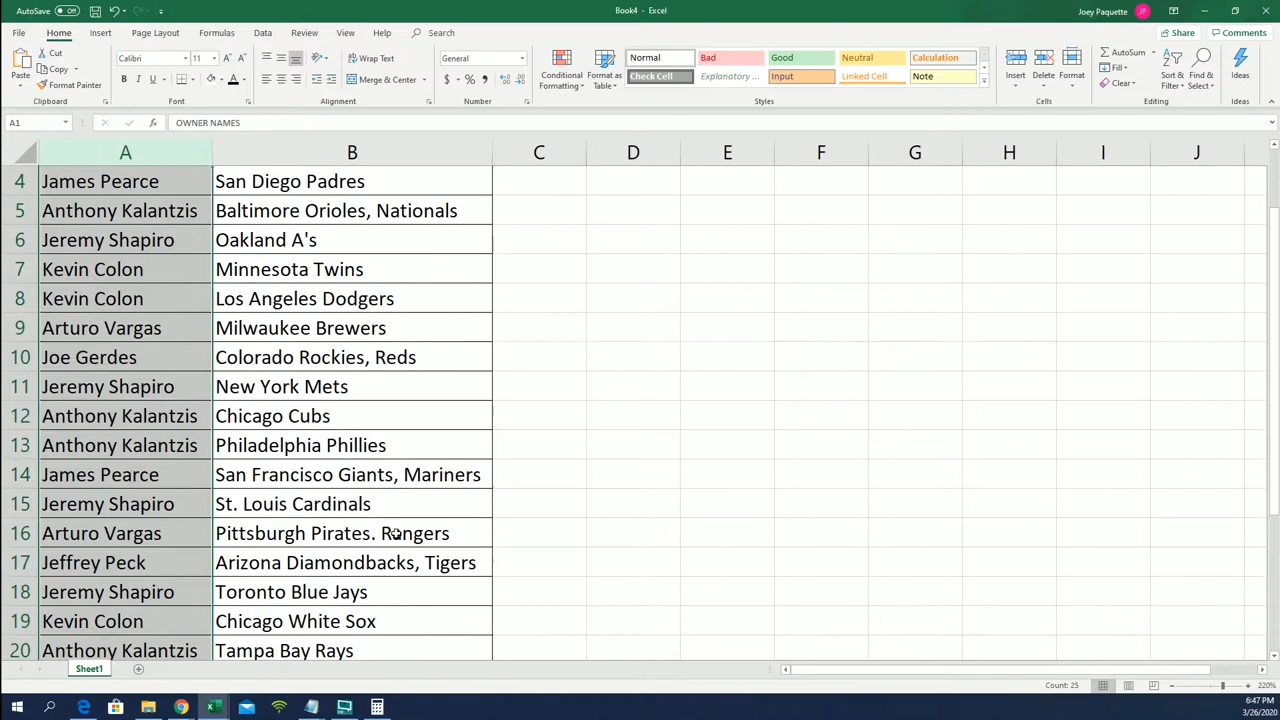 AutoSave Off Book4 - Excel Joey Paquette JP
File Home Insert Page Layout Formulas Data Review View Help Search Share Comments
Paste Cut Copy Format Painter Clipboard
Calibri 11 B I U A Font
Wrap Text Merge & Center Alignment
General $ % Number
Conditional Formatting Format as Table
Normal Bad Good Neutral Calculation
Check Cell Explanatory ... Input Linked Cell Note
Styles
Insert Delete Format Cells
AutoSum Fill Clear Sort & Filter Find & Select Editing
Ideas Ideas
A1 fx OWNER NAMES
A B C D E F G H I J
4 James Pearce San Diego Padres
5 Anthony Kalantzis Baltimore Orioles, Nationals
6 Jeremy Shapiro Oakland A's
7 Kevin Colon Minnesota Twins
8 Kevin Colon Los Angeles Dodgers
9 Arturo Vargas Milwaukee Brewers
10 Joe Gerdes Colorado Rockies, Reds
11 Jeremy Shapiro New York Mets
12 Anthony Kalantzis Chicago Cubs
13 Anthony Kalantzis Philadelphia Phillies
14 James Pearce San Francisco Giants, Mariners
15 Jeremy Shapiro St. Louis Cardinals
16 Arturo Vargas Pittsburgh Pirates. Rangers
17 Jeffrey Peck Arizona Diamondbacks, Tigers
18 Jeremy Shapiro Toronto Blue Jays
19 Kevin Colon Chicago White Sox
20 Anthony Kalantzis Tampa Bay Rays
Sheet1
Count: 25 220%
6:47 PM
3/26/2020